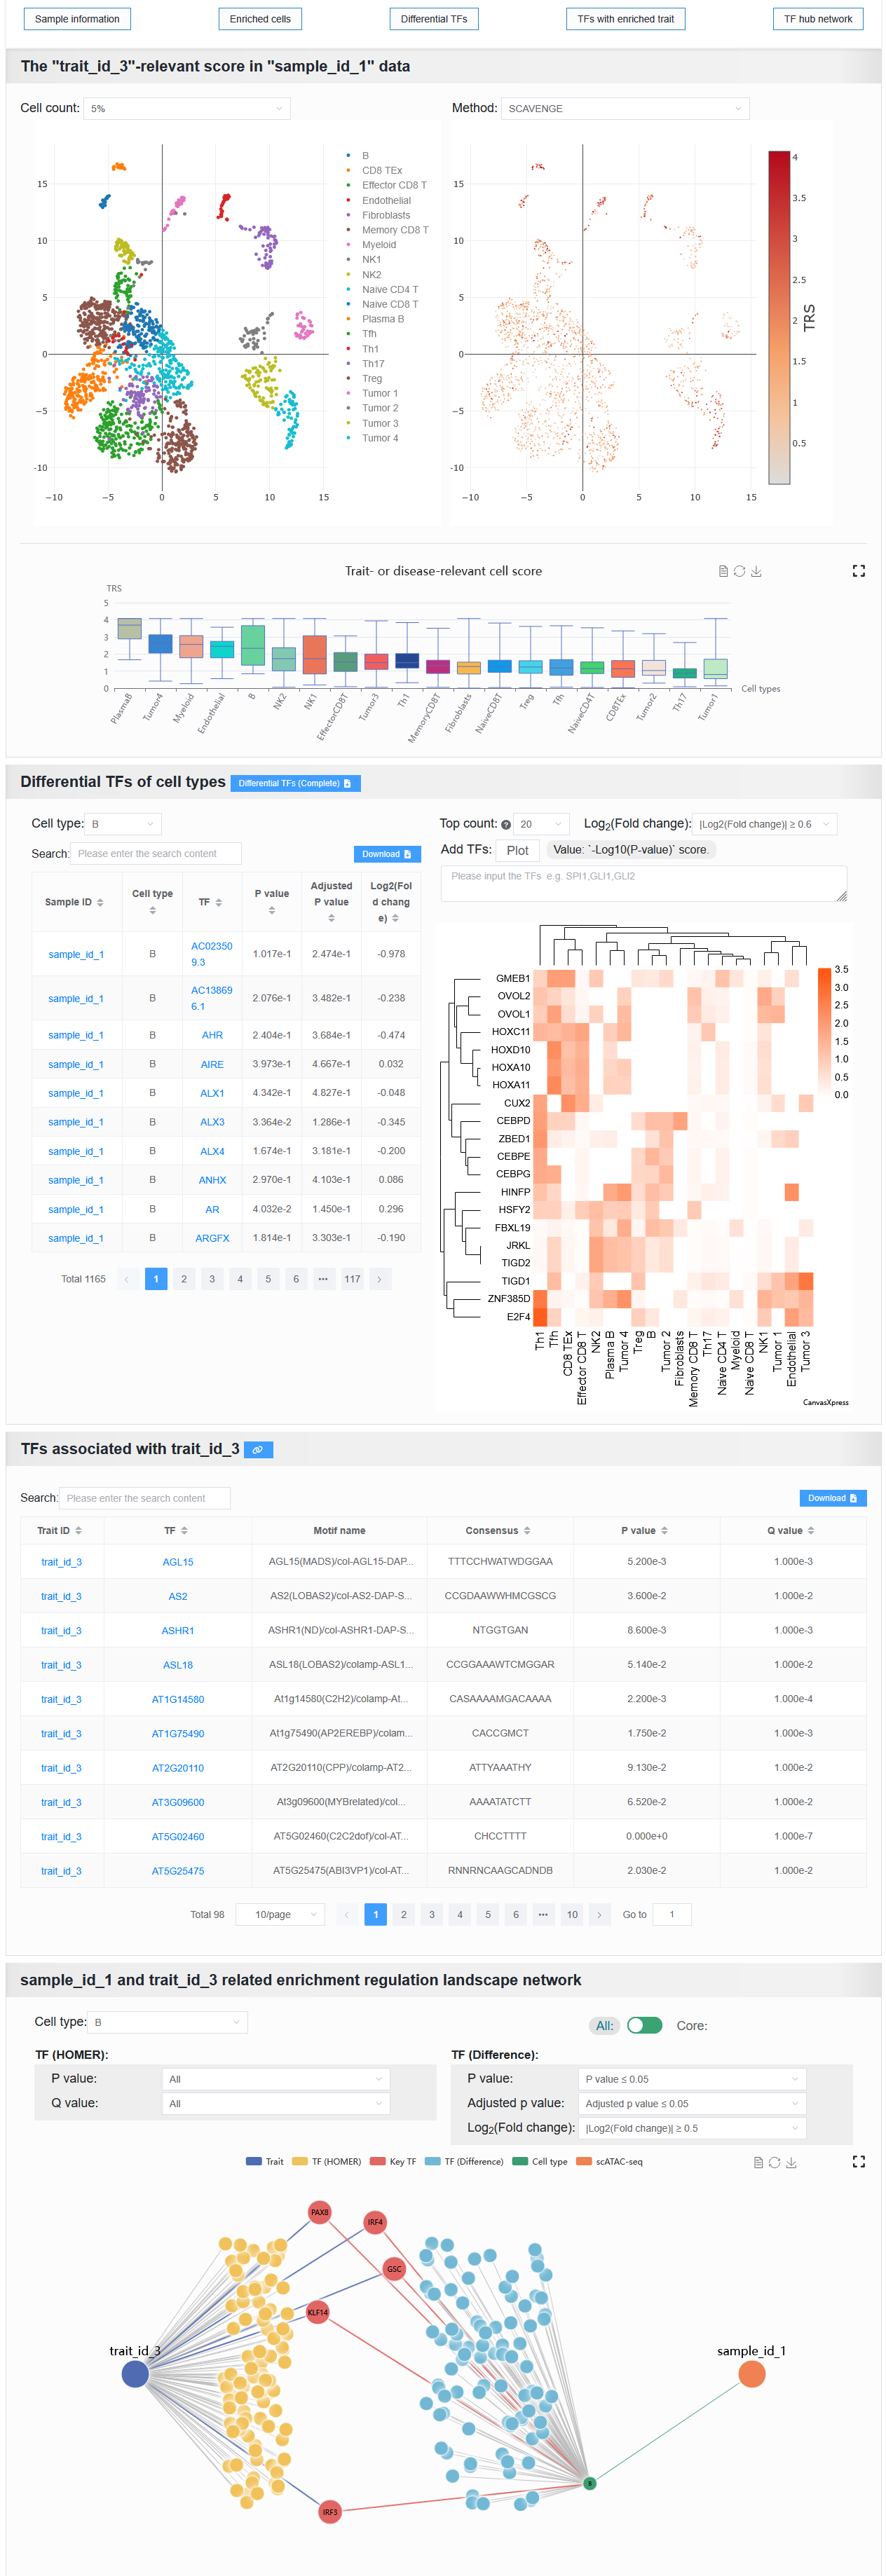 Sample information
Enriched cells
Differential TFs
TFs with enriched trait
TF hub network
The "trait_id_3"-relevant score in "sample_id_1" data
Cell count: 5%
Method: SCAVENGE
B
CD8 TEx
Effector CD8 T
Endothelial
Fibroblasts
Memory CD8 T
Myeloid
NK1
NK2
Naive CD4 T
Naive CD8 T
Plasma B
Tfh
Th1
Th17
Treg
Tumor 1
Tumor 2
Tumor 3
Tumor 4
15
10
5
0
−5
-10
−10 −5 0 5 10 15
15
10
5
0
−5
-10
−10 −5 0 5 10 15
4
3.5
3
2.5
2
1.5
1
0.5
TRS
Trait- or disease-relevant cell score
TRS
5
4
3
2
1
0
PlasmaB Tumor4 Myeloid Endothelial B NK2 NK1 EffectorCD8T Tumor3 Th1 MemoryCD8T Fibroblasts NaiveCD8T Treg Tfh NaiveCD4T CD8TEx Tumor2 Th17 Tumor1
Cell types
Differential TFs of cell types
Differential TFs (Complete)
Cell type: B
Search: Please enter the search content
Download
Sample ID Cell type TF P value Adjusted P value Log2(Fold change)
sample_id_1 B AC023509.3 1.017e-1 2.474e-1 -0.978
sample_id_1 B AC138696.1 2.076e-1 3.482e-1 -0.238
sample_id_1 B AHR 2.404e-1 3.684e-1 -0.474
sample_id_1 B AIRE 3.973e-1 4.667e-1 0.032
sample_id_1 B ALX1 4.342e-1 4.827e-1 -0.048
sample_id_1 B ALX3 3.364e-2 1.286e-1 -0.345
sample_id_1 B ALX4 1.674e-1 3.181e-1 -0.200
sample_id_1 B ANHX 2.970e-1 4.103e-1 0.086
sample_id_1 B AR 4.032e-2 1.450e-1 0.296
sample_id_1 B ARGFX 1.814e-1 3.303e-1 -0.190
Total 1165 1 2 3 4 5 6 ••• 117
Top count: 20
Log2(Fold change): |Log2(Fold change)| ≥ 0.6
Add TFs: Plot Value: `-Log10(P-value)` score.
Please input the TFs e.g. SPI1,GLI1,GLI2
GMEB1
OVOL2
OVOL1
HOXC11
HOXD10
HOXA10
HOXA11
CUX2
CEBPD
ZBED1
CEBPE
CEBPG
HINFP
HSFY2
FBXL19
JRKL
TIGD2
TIGD1
ZNF385D
E2F4
3.5
3.0
2.5
2.0
1.5
1.0
0.5
0.0
Th1 Tfh CD8 TEx Effector CD8 T NK2 Plasma B Tumor 4 Treg B Tumor 2 Fibroblasts Memory CD8 T Th17 Naive CD4 T Myeloid Naive CD8 T NK1 Tumor 1 Endothelial Tumor 3
CanvasXpress
TFs associated with trait_id_3
Search: Please enter the search content
Download
Trait ID TF Motif name Consensus P value Q value
trait_id_3 AGL15 AGL15(MADS)/col-AGL15-DAP... TTTCCHWATWDGGAA 5.200e-3 1.000e-3
trait_id_3 AS2 AS2(LOBAS2)/col-AS2-DAP-S... CCGDAAWWHMCGSCG 3.600e-2 1.000e-2
trait_id_3 ASHR1 ASHR1(ND)/col-ASHR1-DAP-S... NTGGTGAN 8.600e-3 1.000e-3
trait_id_3 ASL18 ASL18(LOBAS2)/colamp-ASL1... CCGGAAAWTCMGGAR 5.140e-2 1.000e-2
trait_id_3 AT1G14580 At1g14580(C2H2)/colamp-At... CASAAAAMGACAAAA 2.200e-3 1.000e-4
trait_id_3 AT1G75490 At1g75490(AP2EREBP)/colam... CACCGMCT 1.750e-2 1.000e-3
trait_id_3 AT2G20110 AT2G20110(CPP)/colamp-AT2... ATTYAAATHY 9.130e-2 1.000e-2
trait_id_3 AT3G09600 At3g09600(MYBrelated)/col... AAAATATCTT 6.520e-2 1.000e-2
trait_id_3 AT5G02460 AT5G02460(C2C2dof)/col-AT... CHCCTTTT 0.000e+0 1.000e-7
trait_id_3 AT5G25475 AT5G25475(ABI3VP1)/col-AT... RNNRNCAAGCADNDB 2.030e-2 1.000e-2
Total 98 10/page 1 2 3 4 5 6 ••• 10 Go to 1
sample_id_1 and trait_id_3 related enrichment regulation landscape network
Cell type: B
All: Core:
TF (HOMER):
P value: All
Q value: All
TF (Difference):
P value: P value ≤ 0.05
Adjusted p value: Adjusted p value ≤ 0.05
Log2(Fold change): |Log2(Fold change)| ≥ 0.5
Trait TF (HOMER) Key TF TF (Difference) Cell type scATAC-seq
PAX8
IRF4
GSC
KLF14
trait_id_3
sample_id_1
B
IRF3